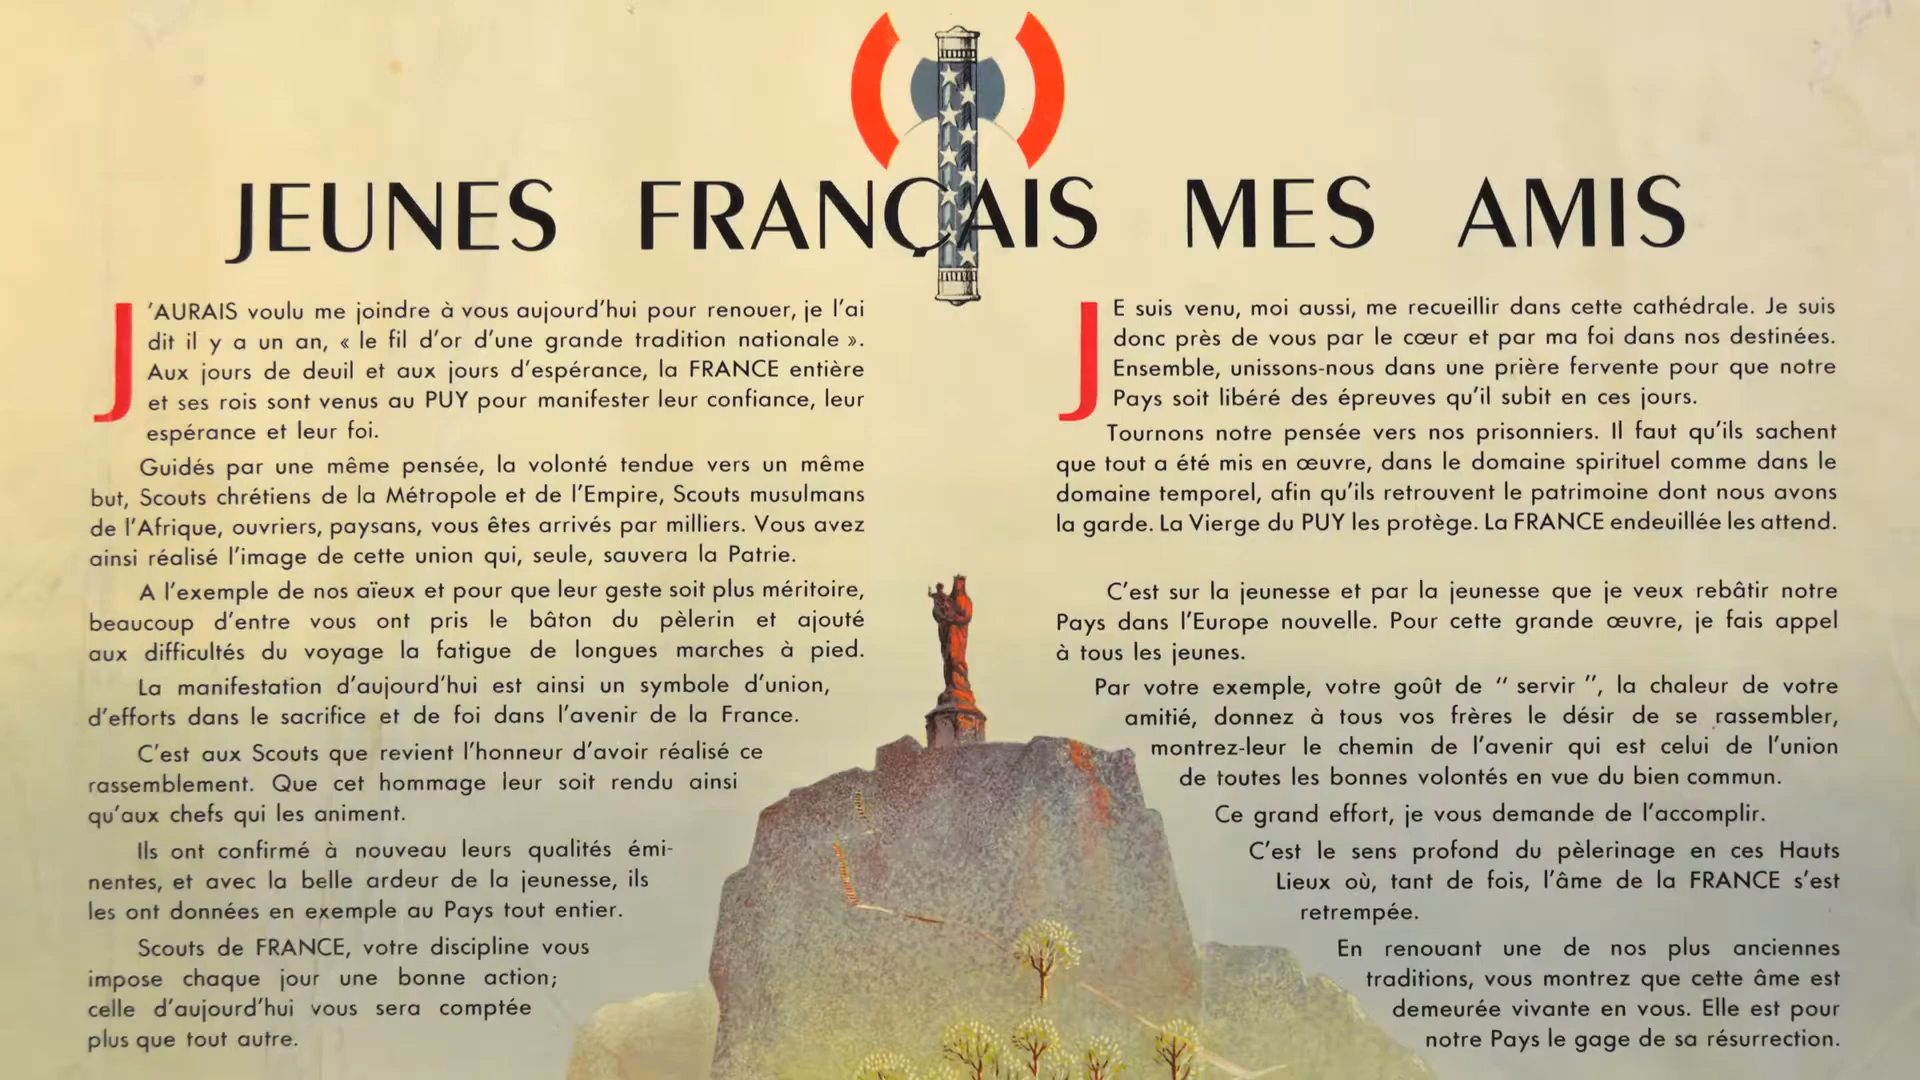 JEUNES FRANÇAIS MES AMIS
J'AURAIS voulu me joindre à vous aujourd'hui pour renouer, je l'ai
dit il y a un an, « le fil d'or d'une grande tradition nationale ».
Aux jours de deuil et aux jours d'espérance, la FRANCE entière
et ses rois sont venus au PUY pour manifester leur confiance, leur
espérance et leur foi.
Guidés par une même pensée, la volonté tendue vers un même
but, Scouts chrétiens de la Métropole et de l'Empire, Scouts musulmans
de l'Afrique, ouvriers, paysans, vous êtes arrivés par milliers. Vous avez
ainsi réalisé l'image de cette union qui, seule, sauvera la Patrie.
A l'exemple de nos aïeux et pour que leur geste soit plus méritoire,
beaucoup d'entre vous ont pris le bâton du pèlerin et ajouté
aux difficultés du voyage la fatigue de longues marches à pied.
La manifestation d'aujourd'hui est ainsi un symbole d'union,
d'efforts dans le sacrifice et de foi dans l'avenir de la France.
C'est aux Scouts que revient l'honneur d'avoir réalisé ce
rassemblement. Que cet hommage leur soit rendu ainsi
qu'aux chefs qui les animent.
Ils ont confirmé à nouveau leurs qualités émi-
nentes, et avec la belle ardeur de la jeunesse, ils
les ont données en exemple au Pays tout entier.
Scouts de FRANCE, votre discipline vous
impose chaque jour une bonne action;
celle d'aujourd'hui vous sera comptée
plus que tout autre.
JE suis venu, moi aussi, me recueillir dans cette cathédrale. Je suis
donc près de vous par le cœur et par ma foi dans nos destinées.
Ensemble, unissons-nous dans une prière fervente pour que notre
Pays soit libéré des épreuves qu'il subit en ces jours.
Tournons notre pensée vers nos prisonniers. Il faut qu'ils sachent
que tout a été mis en œuvre, dans le domaine spirituel comme dans le
domaine temporel, afin qu'ils retrouvent le patrimoine dont nous avons
la garde. La Vierge du PUY les protège. La FRANCE endeuillée les attend.
C'est sur la jeunesse et par la jeunesse que je veux rebâtir notre
Pays dans l'Europe nouvelle. Pour cette grande œuvre, je fais appel
à tous les jeunes.
Par votre exemple, votre goût de “ servir ”, la chaleur de votre
amitié, donnez à tous vos frères le désir de se rassembler,
montrez-leur le chemin de l'avenir qui est celui de l'union
de toutes les bonnes volontés en vue du bien commun.
Ce grand effort, je vous demande de l'accomplir.
C'est le sens profond du pèlerinage en ces Hauts
Lieux où, tant de fois, l'âme de la FRANCE s'est
retrempée.
En renouant une de nos plus anciennes
traditions, vous montrez que cette âme est
demeurée vivante en vous. Elle est pour
notre Pays le gage de sa résurrection.